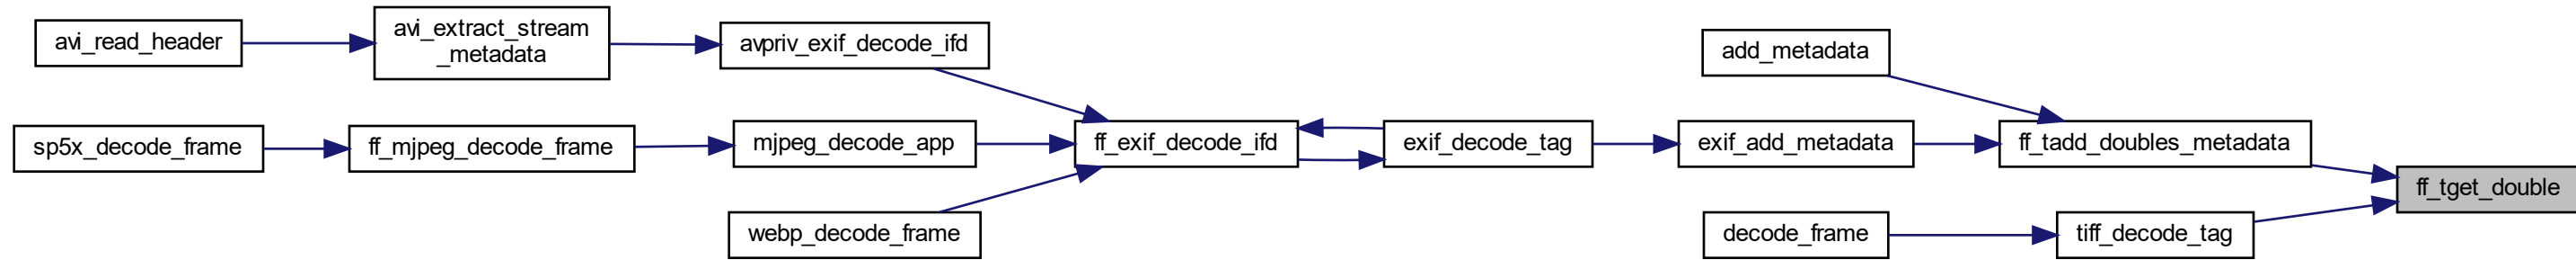 avi_read_header
avi_extract_stream
_metadata
avpriv_exif_decode_ifd
add_metadata
sp5x_decode_frame
ff_mjpeg_decode_frame
mjpeg_decode_app
ff_exif_decode_ifd
exif_decode_tag
exif_add_metadata
ff_tadd_doubles_metadata
ff_tget_double
webp_decode_frame
decode_frame
tiff_decode_tag